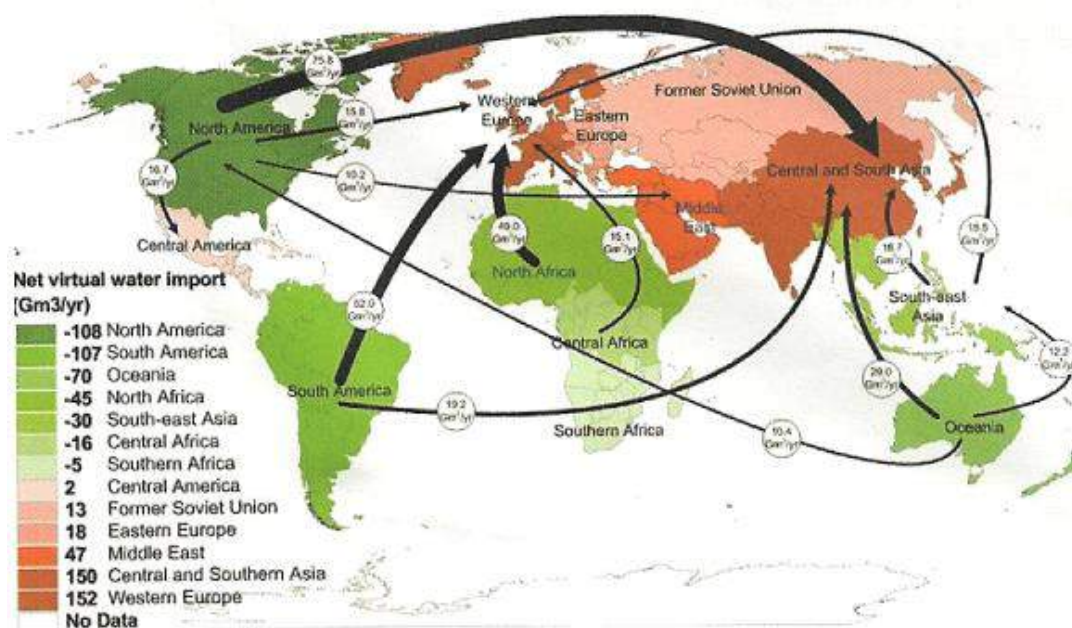 75.8
Gm³/yr
North America
15.8
Gm³/yr
Western
Europe
Eastern
Europe
Former Soviet Union
16.7
Gm³/yr
10.2
Gm³/yr
Central and South Asia
Middle
East
Central America
49.0
Gm³/yr
North Africa
15.1
Gm³/yr
16.7
Gm³/yr
Gm³/yr
South-east
Asia
52.0
Gm³/yr
Central Africa
12.2
Gm³/yr
South America
19.2
Gm³/yr
Southern Africa
Gm³/yr
10.4
Gm³/yr
Oceania
Net virtual water import
(Gm3/yr)
-108 North America
-107 South America
-70 Oceania
-45 North Africa
-30 South-east Asia
-16 Central Africa
-5 Southern Africa
2 Central America
13 Former Soviet Union
18 Eastern Europe
47 Middle East
150 Central and Southern Asia
152 Western Europe
No Data